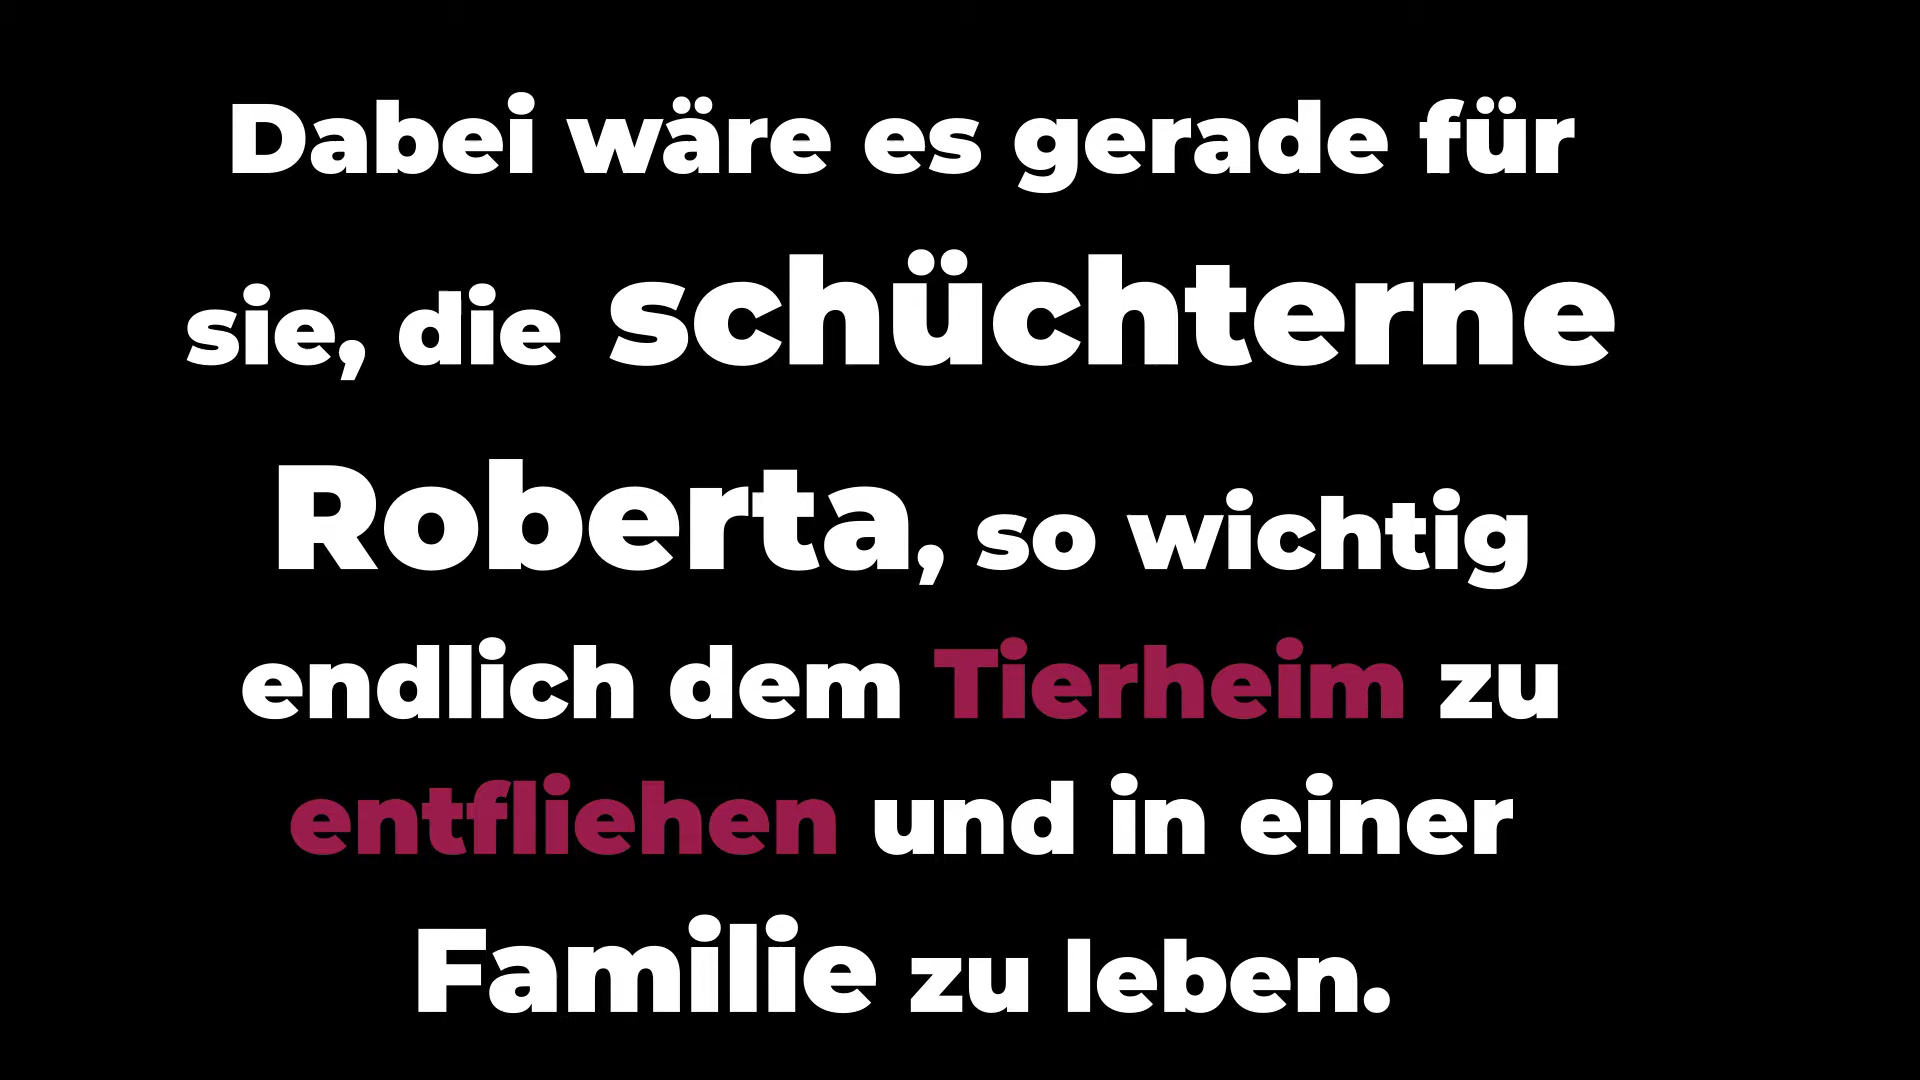 Dabei wäre es gerade für
sie, die schüchterne
Roberta, so wichtig
endlich dem Tierheim zu
entfliehen und in einer
Familie zu leben.